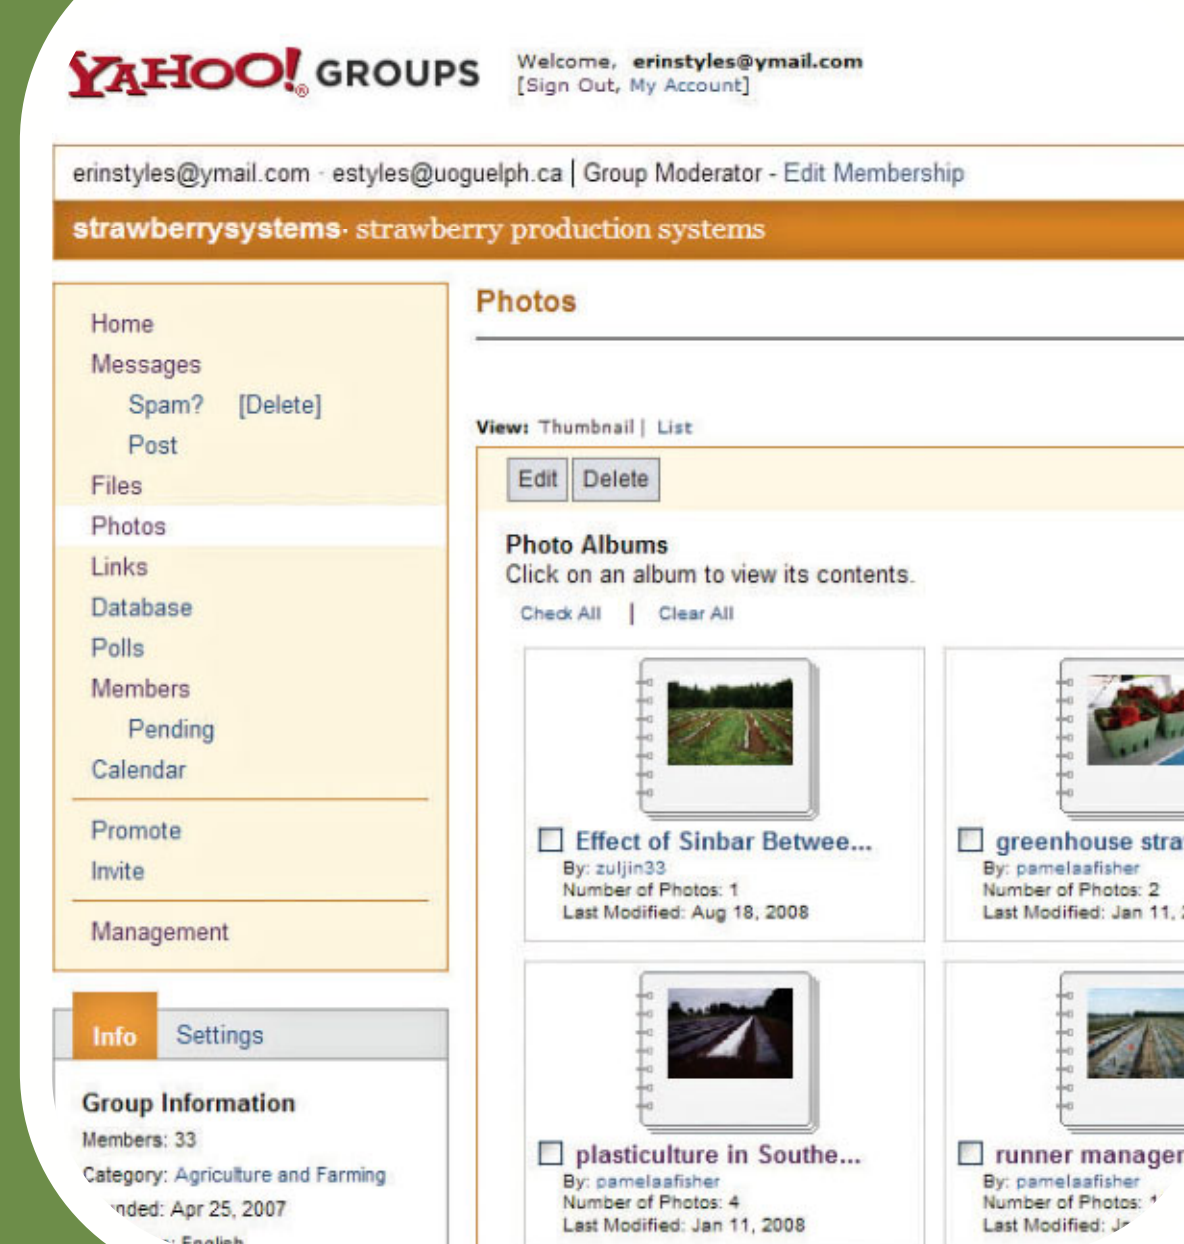 YAHOO!® GROUPS
Welcome, erinstyles@ymail.com
[Sign Out, My Account]
erinstyles@ymail.com · estyles@uoguelph.ca | Group Moderator - Edit Membership
strawberrysystems· strawberry production systems
Home
Messages
Spam? [Delete]
Post
Files
Photos
Links
Database
Polls
Members
Pending
Calendar
Promote
Invite
Management
Info Settings
Group Information
Members: 33
Category: Agriculture and Farming
nded: Apr 25, 2007
English
Photos
View: Thumbnail | List
Edit Delete
Photo Albums
Click on an album to view its contents.
Check All | Clear All
Effect of Sinbar Betwee...
By: zuljin33
Number of Photos: 1
Last Modified: Aug 18, 2008
greenhouse stra
By: pamelaafisher
Number of Photos: 2
Last Modified: Jan 11,
plasticulture in Southe...
By: pamelaafisher
Number of Photos: 4
Last Modified: Jan 11, 2008
runner manager
By: pamelaafisher
Number of Photos:
Last Modified: